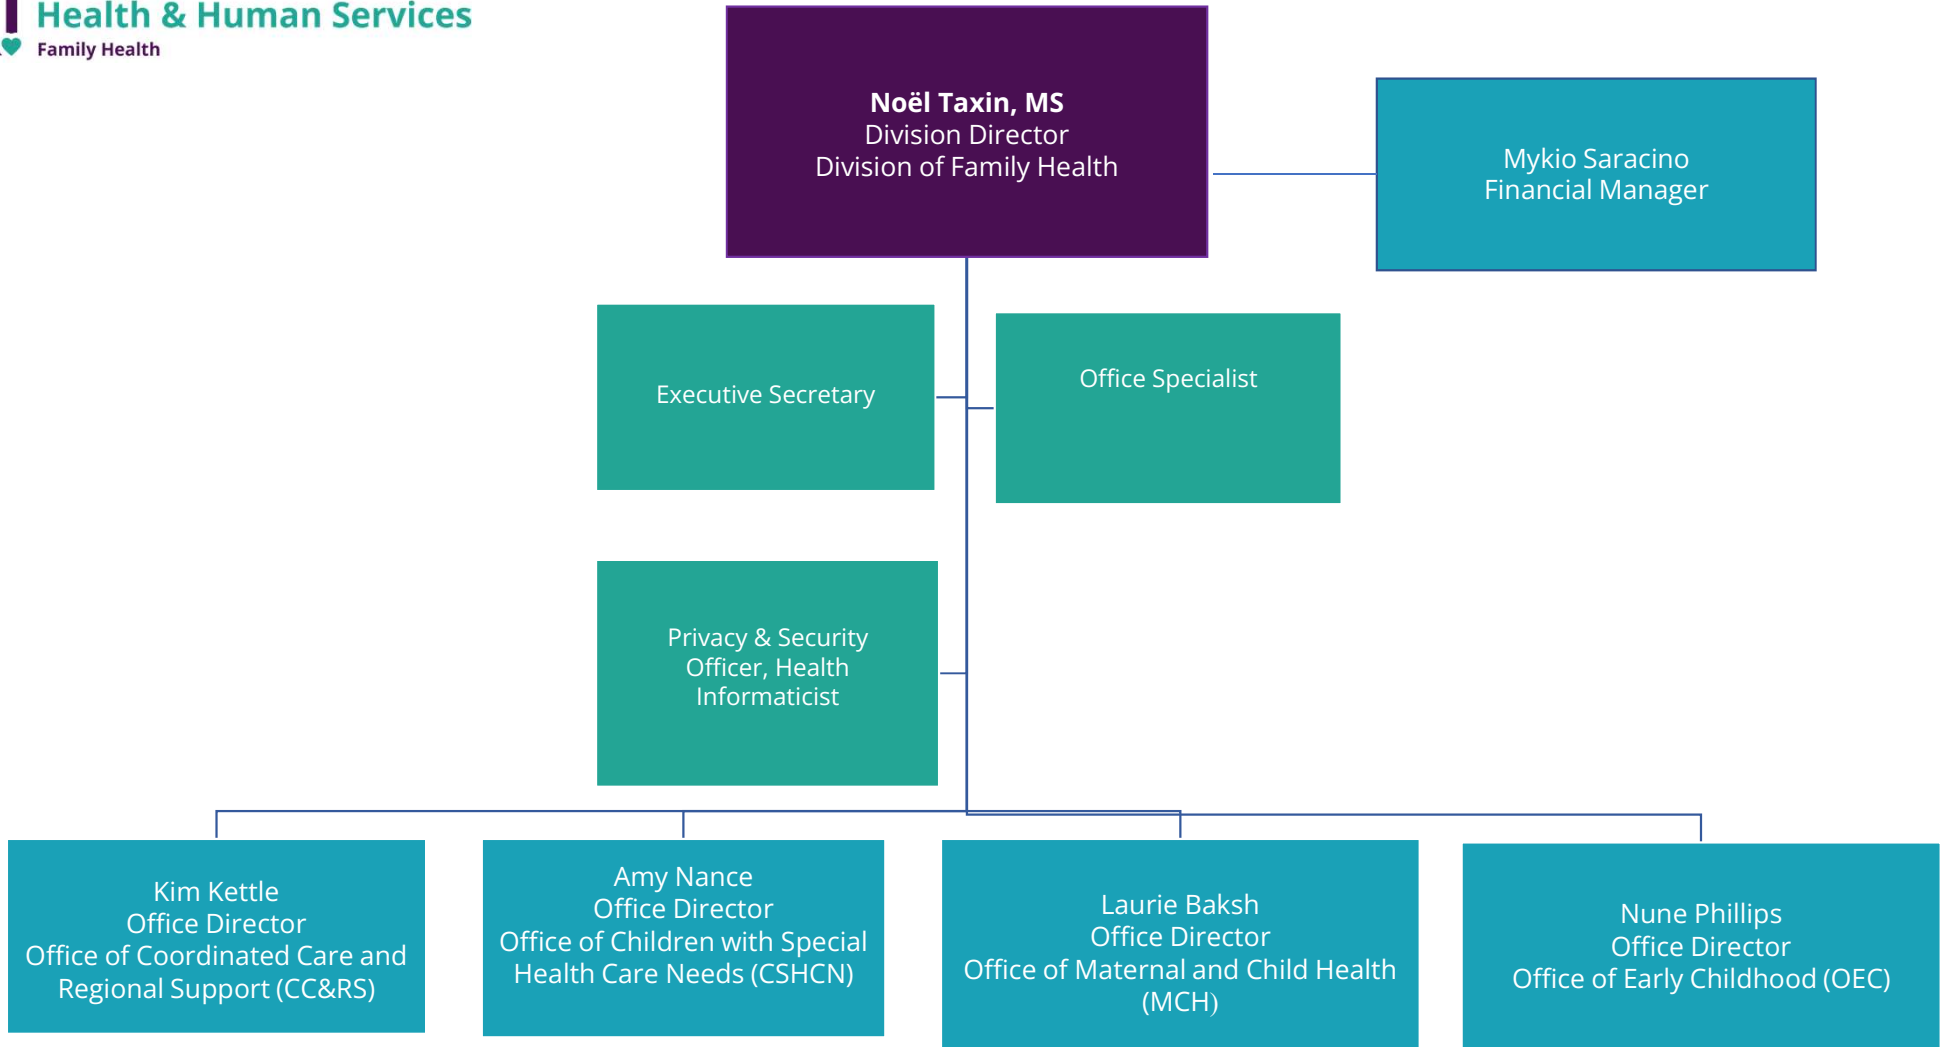 Health & Human Services
Family Health
Noël Taxin, MS
Division Director
Division of Family Health
Mykio Saracino
Financial Manager
Executive Secretary
Office Specialist
Privacy & Security
Officer, Health
Informaticist
Kim Kettle
Office Director
Office of Coordinated Care and
Regional Support (CC&RS)
Amy Nance
Office Director
Office of Children with Special
Health Care Needs (CSHCN)
Laurie Baksh
Office Director
Office of Maternal and Child Health
(MCH)
Nune Phillips
Office Director
Office of Early Childhood (OEC)